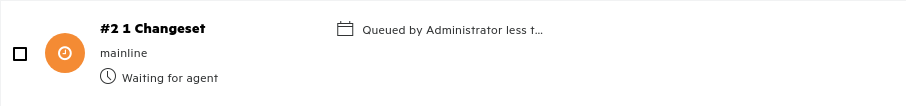 #2 1 Changeset
Queued by Administrator less t...
mainline
Waiting for agent